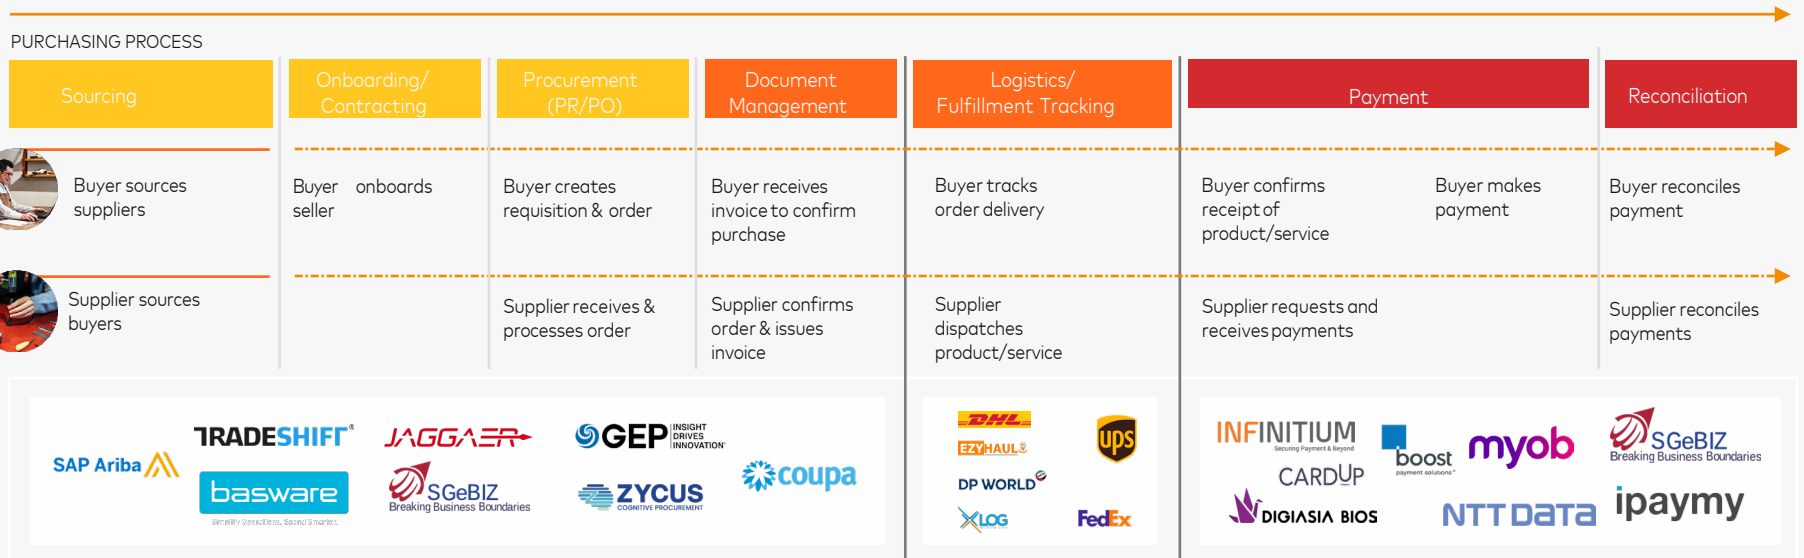 PURCHASING PROCESS
Sourcing
Onboarding/
Contracting
Procurement
(PR/PO)
Document
Management
Logistics/
Fulfillment Tracking
Payment
Reconciliation
Buyer sources
suppliers
Buyer onboards
seller
Buyer creates
requisition & order
Buyer receives
invoice to confirm
purchase
Buyer tracks
order delivery
Buyer confirms
receipt of
product/service
Buyer makes
payment
Buyer reconciles
payment
Supplier sources
buyers
Supplier receives &
processes order
Supplier confirms
order & issues
invoice
Supplier
dispatches
product/service
Supplier requests and
receives payments
Supplier reconciles
payments
SAP Ariba
TRADESHIFT®
basware
Simplify Operations, Spend Smarter.
JAGGAER
SGeBIZ
Breaking Business Boundaries
GEP
INSIGHT
DRIVES
INNOVATION
ZYCUS
COGNITIVE PROCUREMENT
coupa
DHL
EZYHAUL
DP WORLD
XLOG
ups
FedEx
INFINITIUM
Securing Payment & Beyond
CARDUP
DIGIASIA BIOS
boost
payment solutions
myob
NTT DATA
SGeBIZ
Breaking Business Boundaries
ipaymy